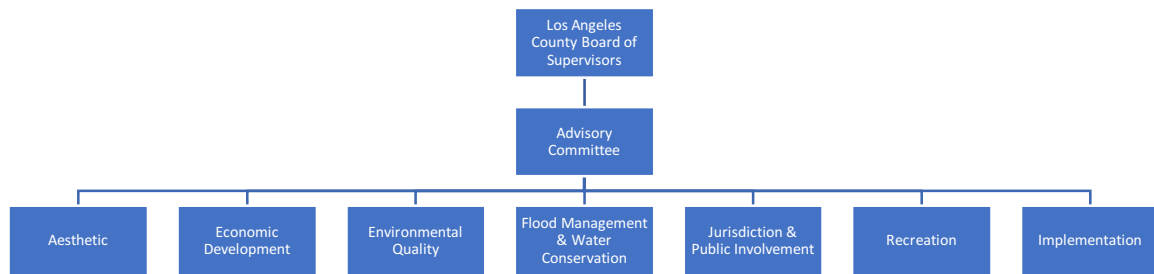 Los Angeles
County Board of
Supervisors
Advisory
Committee
Aesthetic
Economic
Development
Environmental
Quality
Flood Management
& Water
Conservation
Jurisdiction &
Public Involvement
Recreation
Implementation